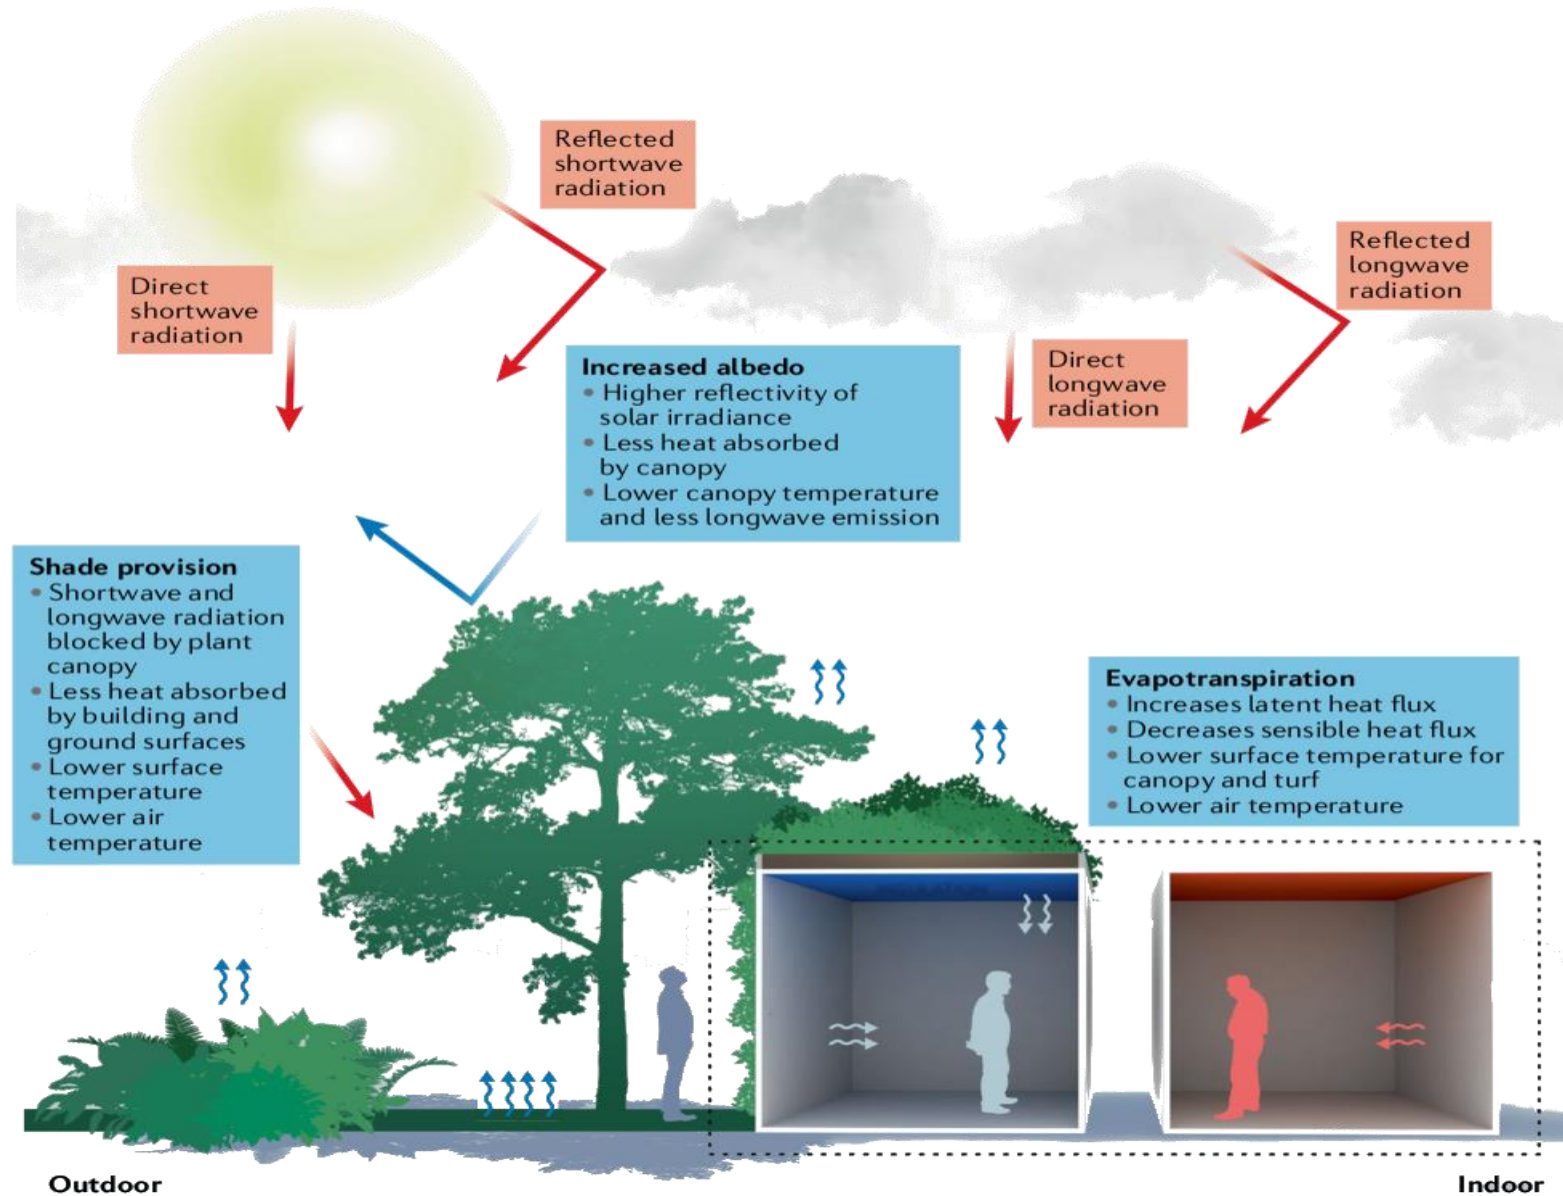 Reflected
shortwave
radiation
Reflected
longwave
radiation
Direct
shortwave
radiation
Direct
longwave
radiation
Increased albedo
• Higher reflectivity of
solar irradiance
• Less heat absorbed
by canopy
• Lower canopy temperature
and less longwave emission
Shade provision
• Shortwave and
longwave radiation
blocked by plant
canopy
• Less heat absorbed
by building and
ground surfaces
• Lower surface
temperature
• Lower air
temperature
Evapotranspiration
• Increases latent heat flux
• Decreases sensible heat flux
• Lower surface temperature for
canopy and turf
• Lower air temperature
Outdoor
Indoor